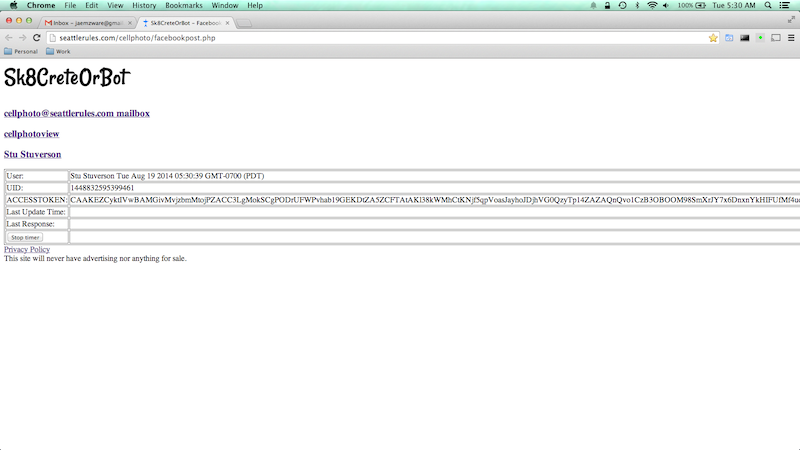 Chrome File Edit View History Bookmarks Window Help 100% Tue 5:30 AM
Inbox - jaemzware@gmai Sk8CreteOrBot - Facebook
seattlerules.com/cellphoto/facebookpost.php
Personal Work
Sk8CreteOrBot
cellphoto@seattlerules.com mailbox
cellphotoview
Stu Stuverson
User: Stu Stuverson Tue Aug 19 2014 05:30:39 GMT-0700 (PDT)
UID: 1448832595399461
ACCESSTOKEN:
Last Update Time:
Last Response:
Stop timer
Privacy Policy
This site will never have advertising nor anything for sale.